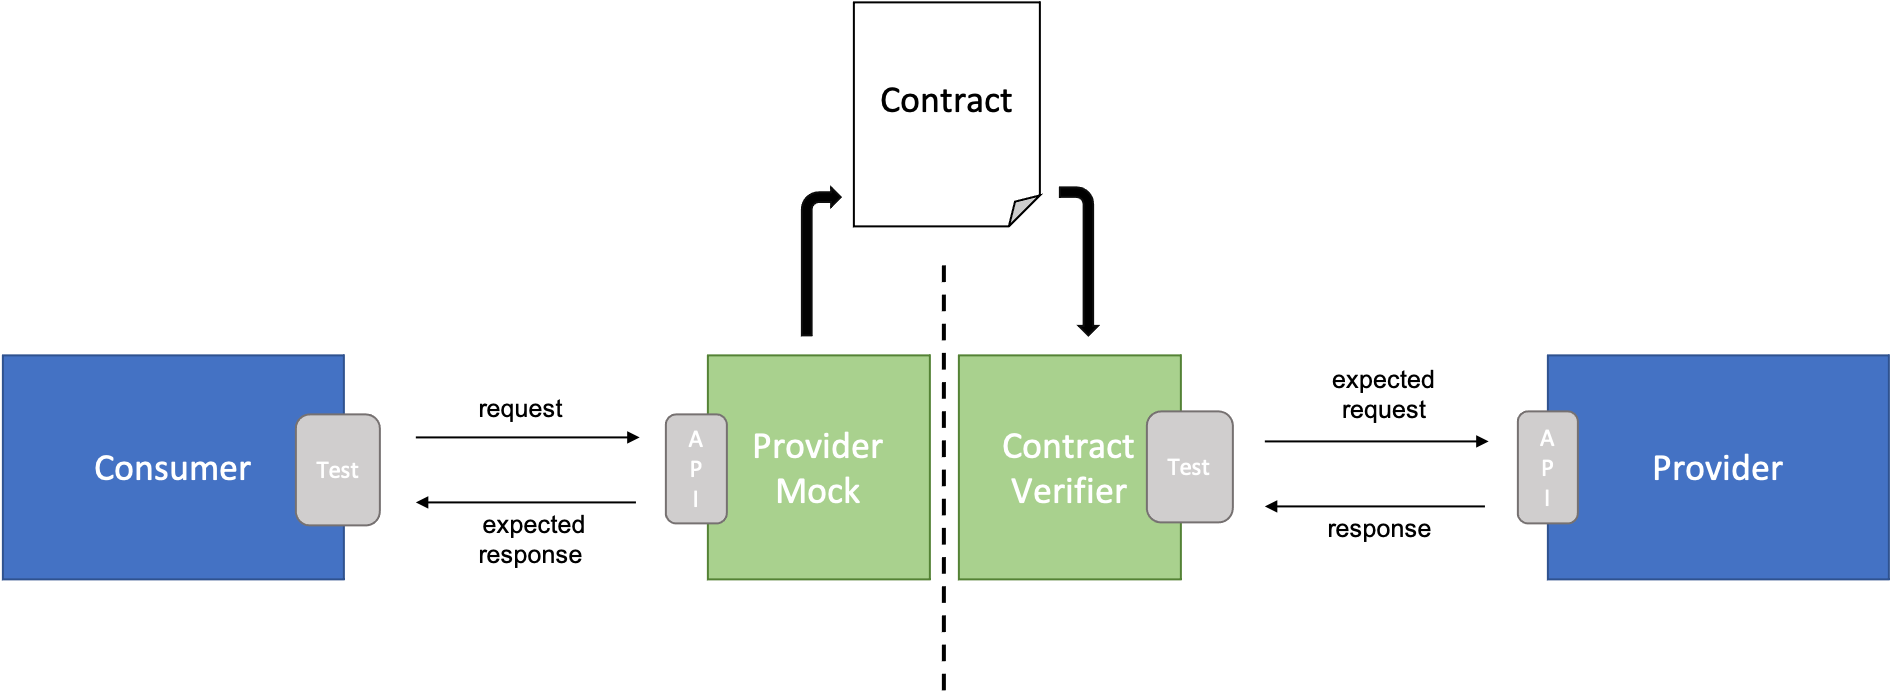 Contract
Consumer
Test
request
expected
response
A
P
I
Provider
Mock
Contract
Verifier
Test
expected
request
response
A
P
I
Provider